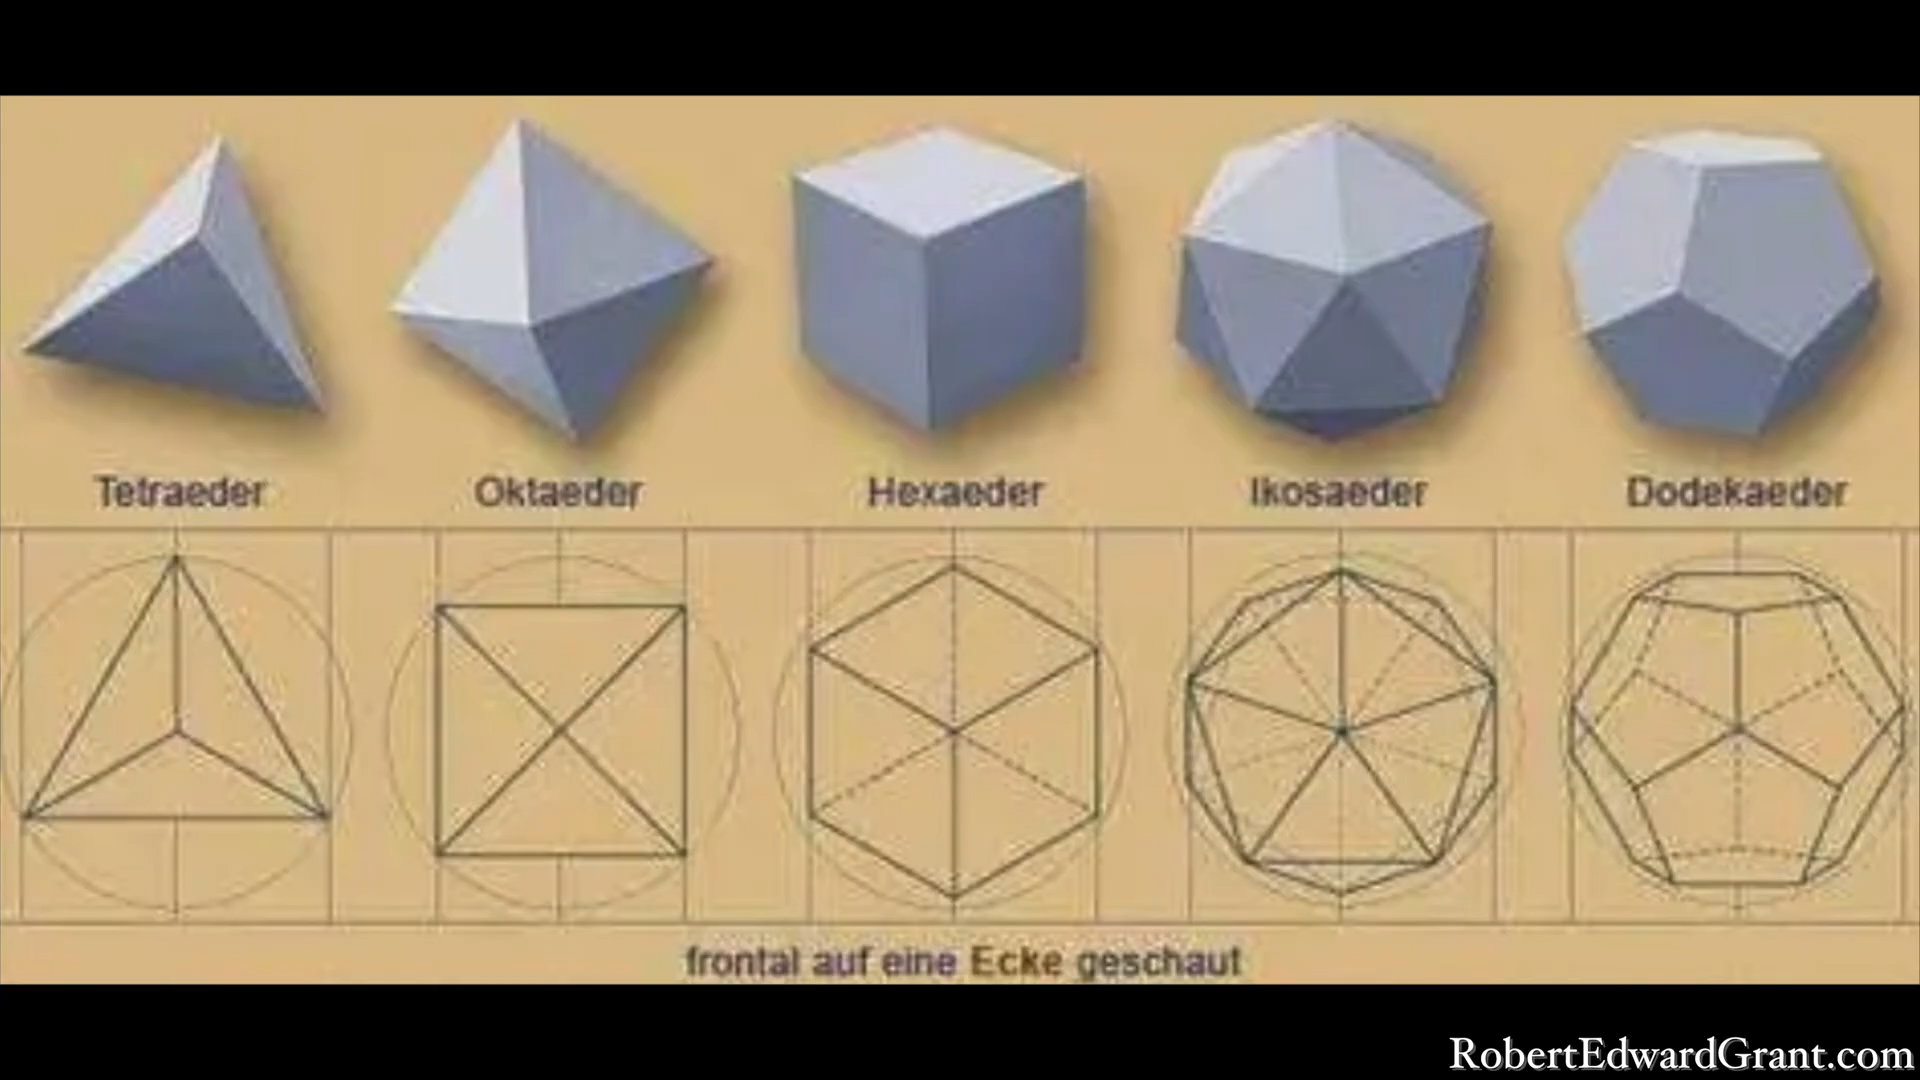 Tetraeder
Oktaeder
Hexaeder
Ikosaeder
Dodekaeder
frontal auf eine Ecke geschaut
RobertEdwardGrant.com